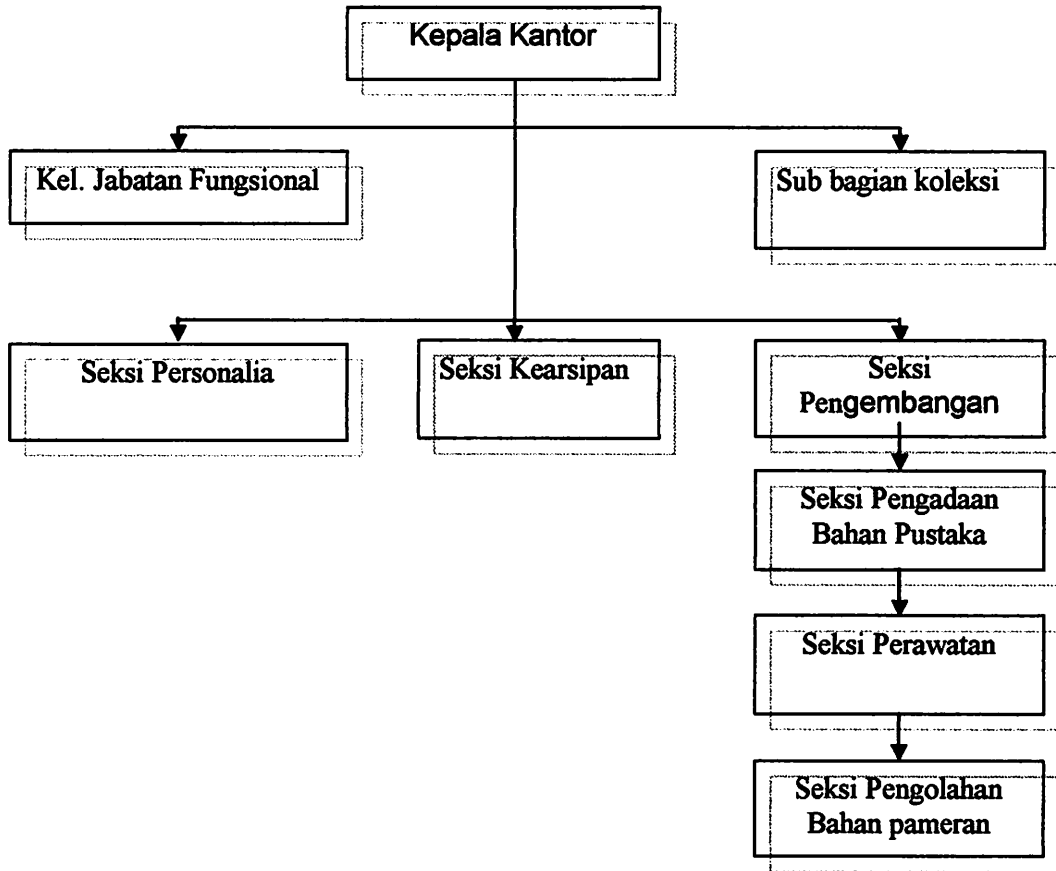 Kepala Kantor
Kel. Jabatan Fungsional
Sub bagian koleksi
Seksi Personalia
Seksi Kearsipan
Seksi
Pengembangan
Seksi Pengadaan
Bahan Pustaka
Seksi Perawatan
Seksi Pengolahan
Bahan pameran